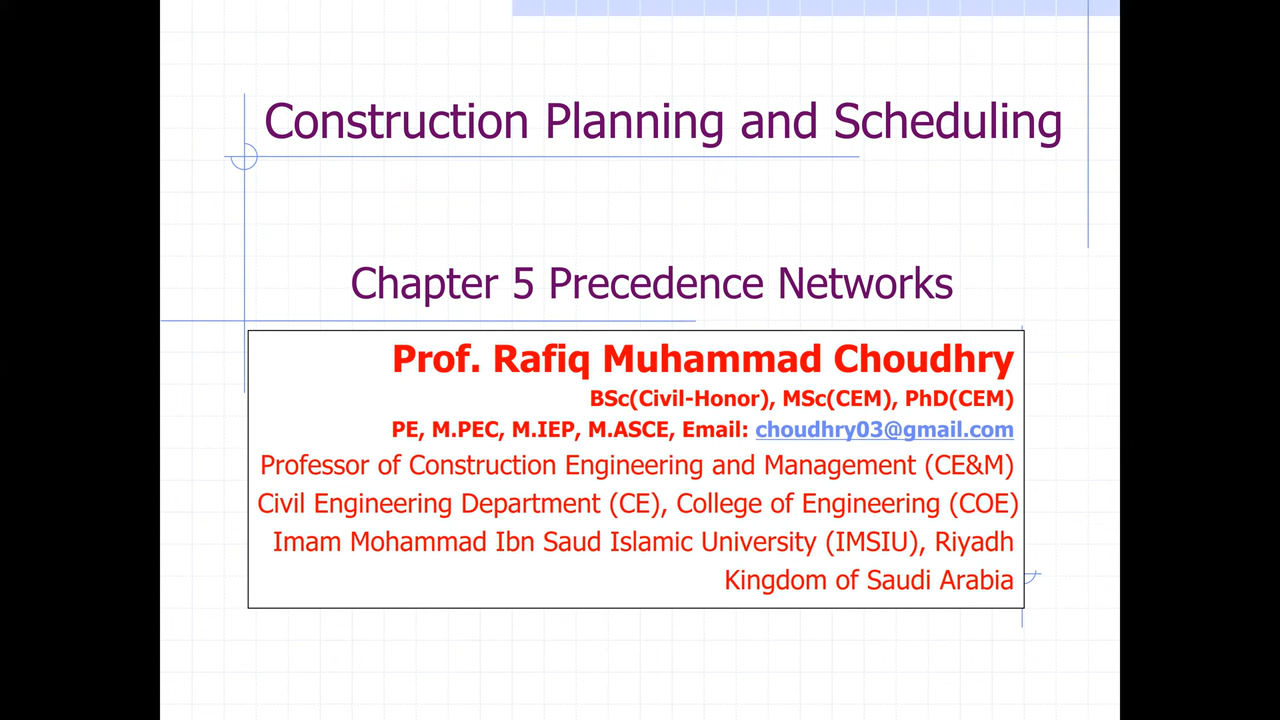 Construction Planning and Scheduling
Chapter 5 Precedence Networks
Prof. Rafiq Muhammad Choudhry
BSc(Civil-Honor), MSc(CEM), PhD(CEM)
PE, M.PEC, M.IEP, M.ASCE, Email: choudhry03@gmail.com
Professor of Construction Engineering and Management (CE&M)
Civil Engineering Department (CE), College of Engineering (COE)
Imam Mohammad Ibn Saud Islamic University (IMSIU), Riyadh
Kingdom of Saudi Arabia